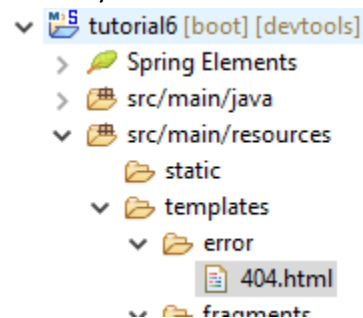 tutorial6 [boot] [devtools]
Spring Elements
src/main/java
src/main/resources
static
templates
error
404.html
fragments